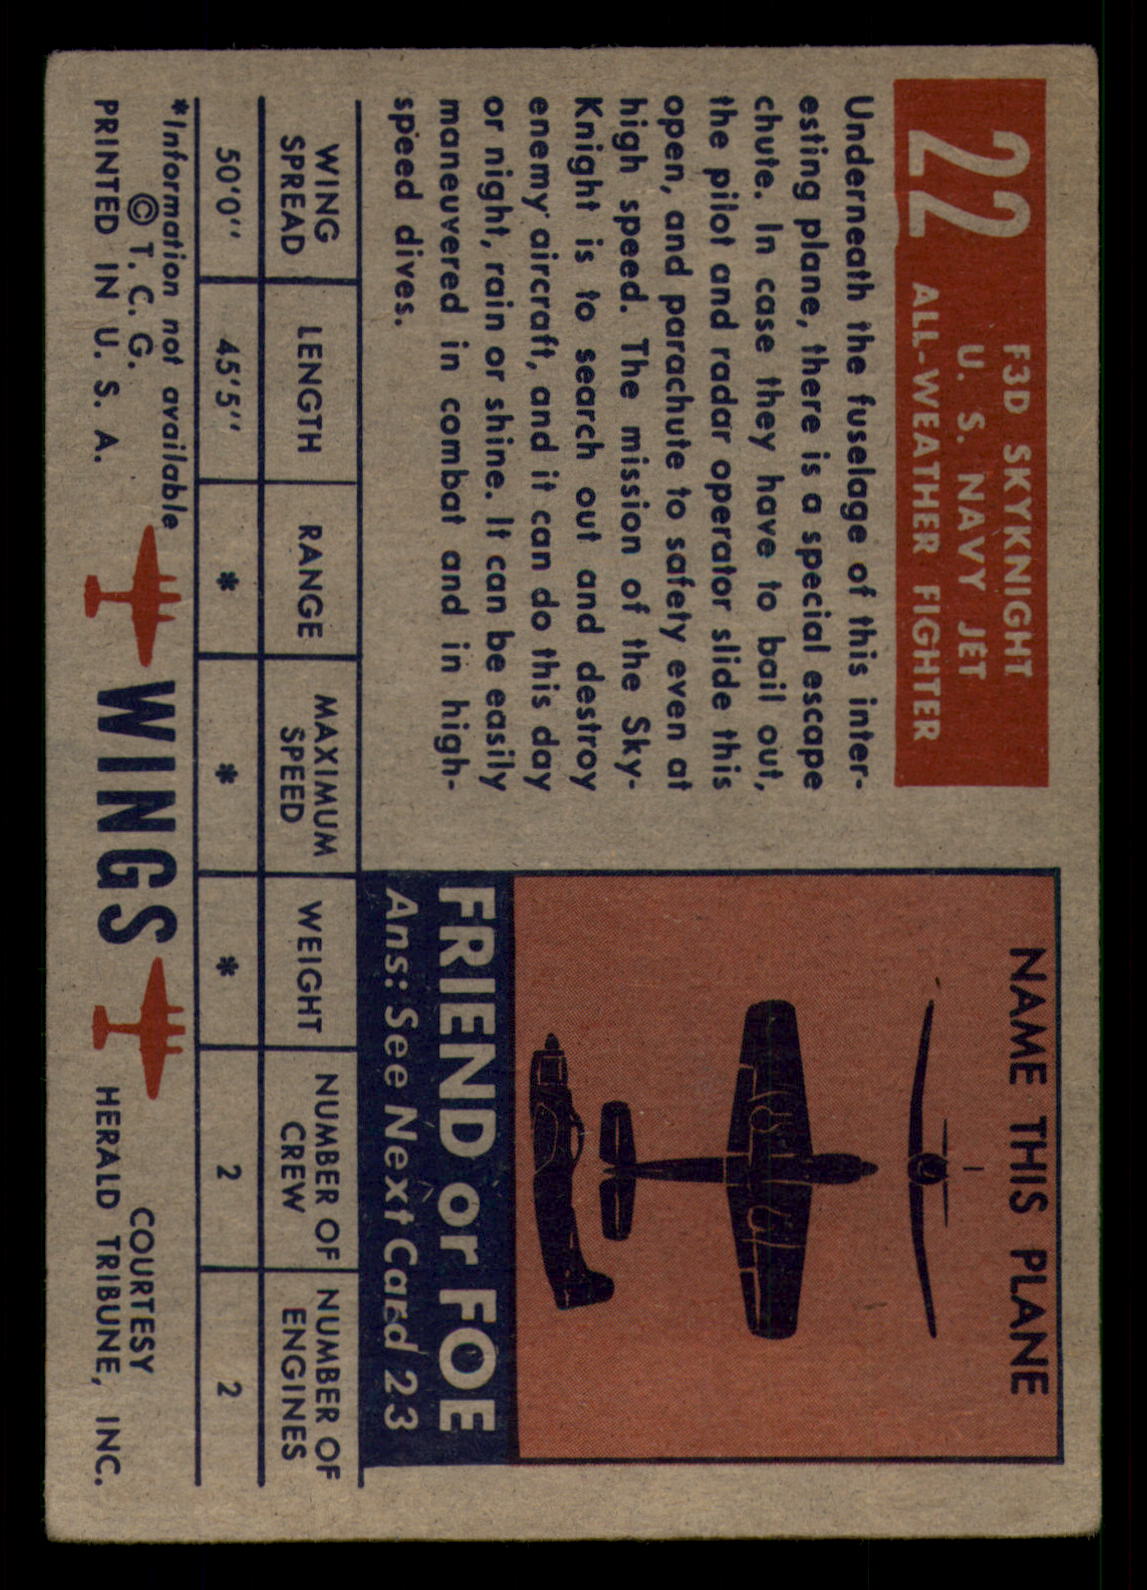 22
F3D SKYKNIGHT
U. S. NAVY JET
ALL-WEATHER FIGHTER
Underneath the fuselage of this inter-
esting plane, there is a special escape
chute. In case they have to bail out,
the pilot and radar operator slide this
open, and parachute to safety even at
high speed. The mission of the Sky-
Knight is to search out and destroy
enemy aircraft, and it can do this day
or night, rain or shine. It can be easily
maneuvered in combat and in high-
speed dives.
NAME THIS PLANE
FRIEND or FOE
Ans: See Next Card 23
WING SPREAD
LENGTH
RANGE
MAXIMUM SPEED
WEIGHT
NUMBER OF CREW
NUMBER OF ENGINES
50'0''
45'5''
*
*
*
2
2
*Information not available
© T. C. G.
PRINTED IN U. S. A.
WINGS
COURTESY
HERALD TRIBUNE, INC.